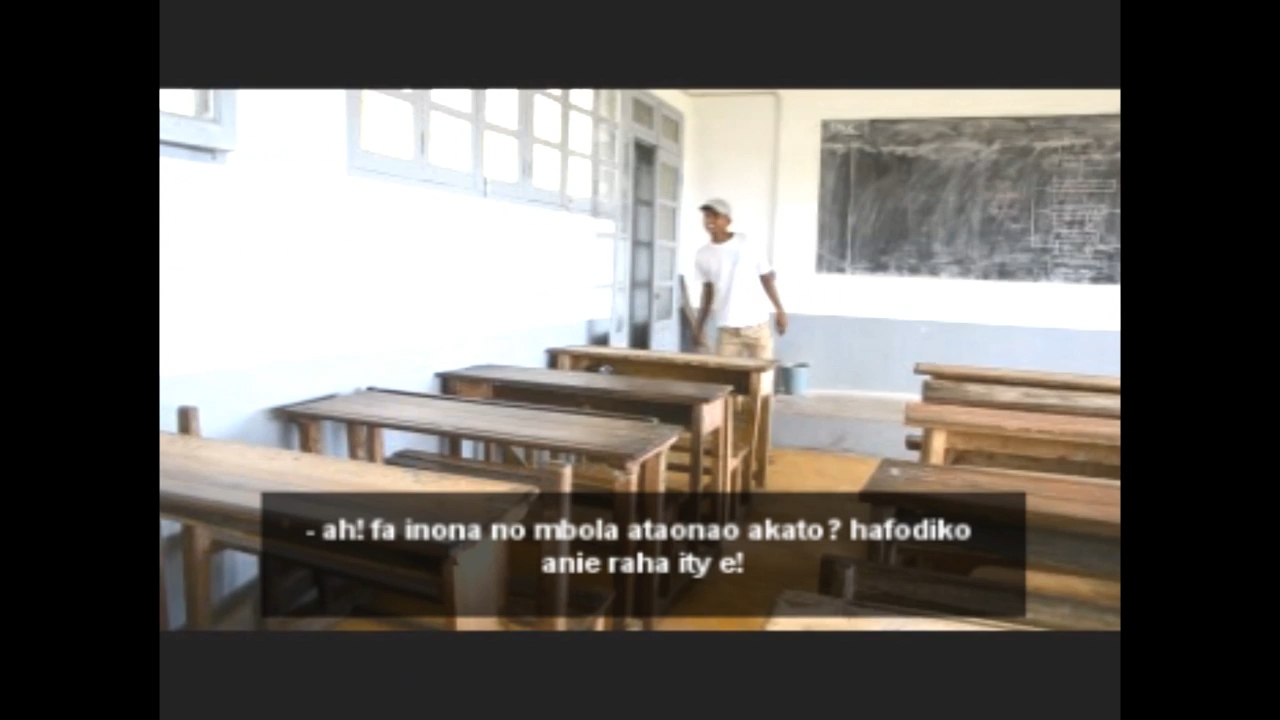 - ah! fa inona no mbola ataonao akato? hafodiko
anie raha ity e!